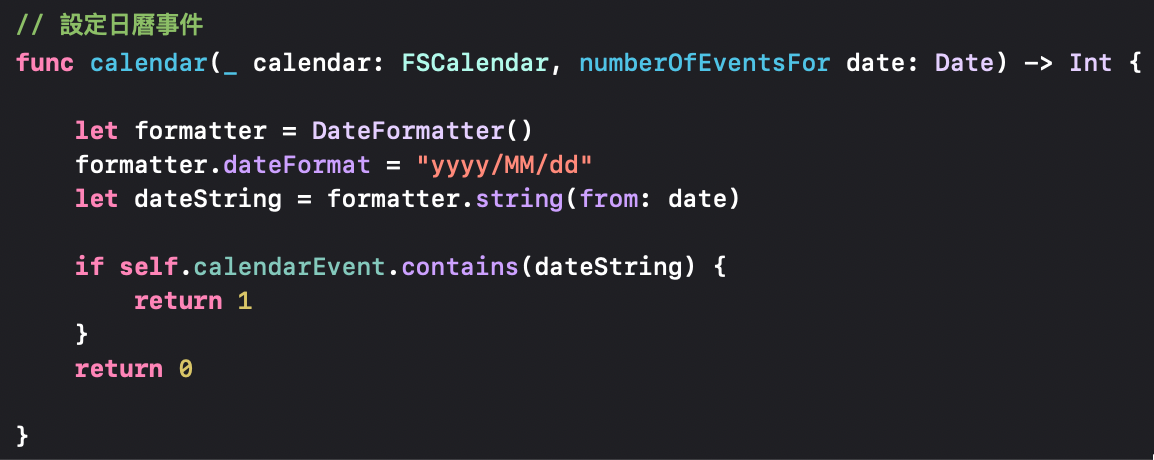 // 設定日曆事件
func calendar(_ calendar: FSCalendar, numberOfEventsFor date: Date) -> Int {
let formatter = DateFormatter()
formatter.dateFormat = "yyyy/MM/dd"
let dateString = formatter.string(from: date)
if self.calendarEvent.contains(dateString) {
return 1
}
return 0
}